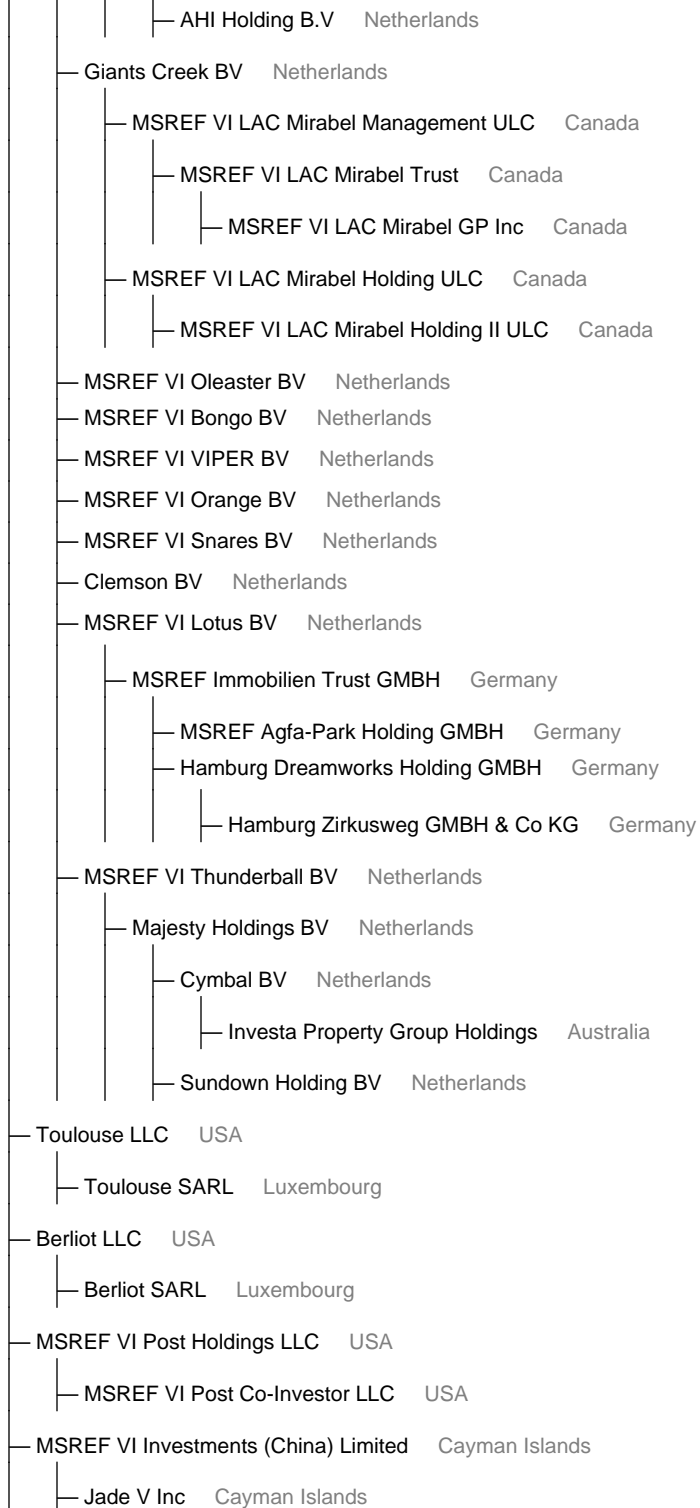 AHI Holding B.V Netherlands
Giants Creek BV Netherlands
MSREF VI LAC Mirabel Management ULC Canada
MSREF VI LAC Mirabel Trust Canada
MSREF VI LAC Mirabel GP Inc Canada
MSREF VI LAC Mirabel Holding ULC Canada
MSREF VI LAC Mirabel Holding II ULC Canada
MSREF VI Oleaster BV Netherlands
MSREF VI Bongo BV Netherlands
MSREF VI VIPER BV Netherlands
MSREF VI Orange BV Netherlands
MSREF VI Snares BV Netherlands
Clemson BV Netherlands
MSREF VI Lotus BV Netherlands
MSREF Immobilien Trust GMBH Germany
MSREF Agfa-Park Holding GMBH Germany
Hamburg Dreamworks Holding GMBH Germany
Hamburg Zirkusweg GMBH & Co KG Germany
MSREF VI Thunderball BV Netherlands
Majesty Holdings BV Netherlands
Cymbal BV Netherlands
Investa Property Group Holdings Australia
Sundown Holding BV Netherlands
Toulouse LLC USA
Toulouse SARL Luxembourg
Berliot LLC USA
Berliot SARL Luxembourg
MSREF VI Post Holdings LLC USA
MSREF VI Post Co-Investor LLC USA
MSREF VI Investments (China) Limited Cayman Islands
Jade V Inc Cayman Islands